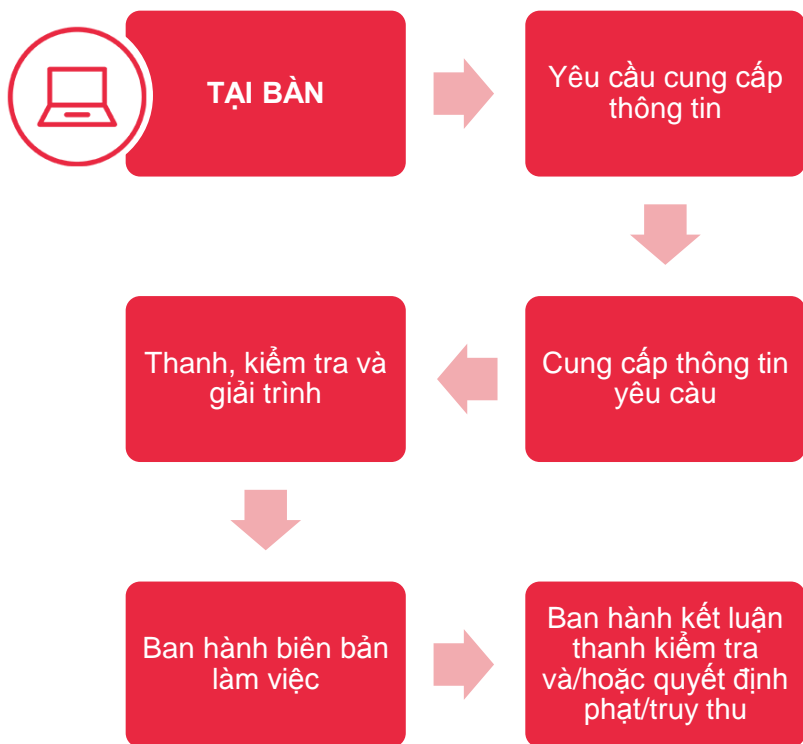 TẠI BÀN
Yêu cầu cung cấp
thông tin
Cung cấp thông tin
yêu càu
Thanh, kiểm tra và
giải trình
Ban hành biên bản
làm việc
Ban hành kết luận
thanh kiểm tra
và/hoặc quyết định
phạt/truy thu